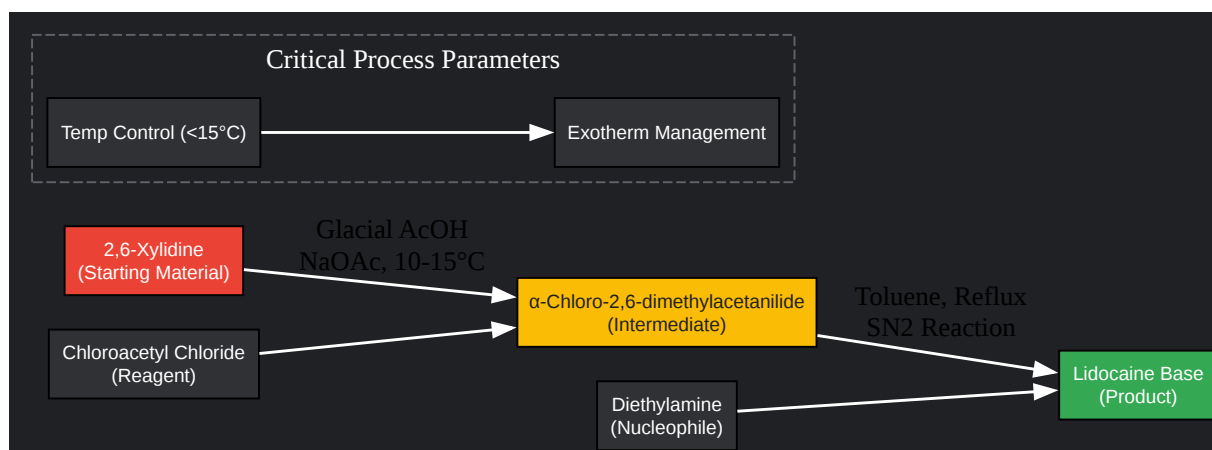 Critical Process Parameters
Temp Control (<15°C)
Exotherm Management
2,6-Xylidine
(Starting Material)
Glacial AcOH
NaOAc, 10-15°C
Chloroacetyl Chloride
(Reagent)
α-Chloro-2,6-dimethylacetanilide
(Intermediate)
Toluene, Reflux
SN2 Reaction
Diethylamine
(Nucleophile)
Lidocaine Base
(Product)